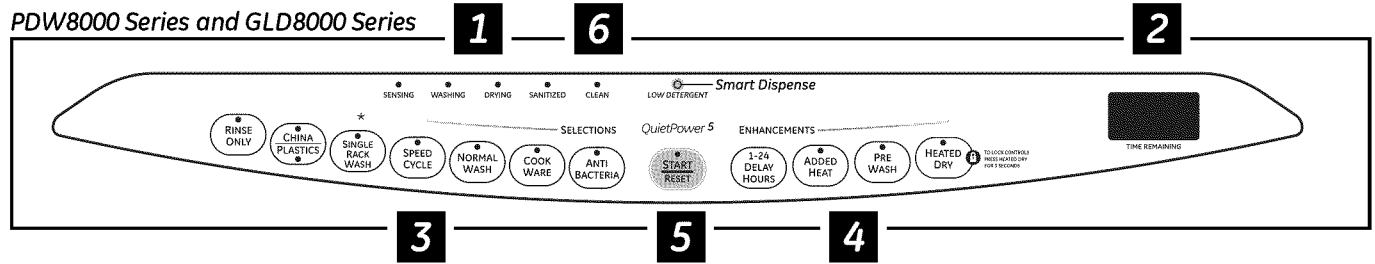 PDW8000 Series and GLD8000 Series
1
6
2
SENSING WASHING DRYING SANITIZED CLEAN
LOW DETERGENT
Smart Dispense
*
SELECTIONS
QuietPower 5
ENHANCEMENTS
TIME REMAINING
RINSE
ONLY
CHINA
PLASTICS
SINGLE
RACK
WASH
SPEED
CYCLE
NORMAL
WASH
COOK
WARE
ANTI
BACTERIA
START
RESET
1-24
DELAY
HOURS
ADDED
HEAT
PRE
WASH
HEATED
DRY
TO LOCK CONTROLS
PRESS HEATED DRY
FOR 3 SECONDS
3
5
4